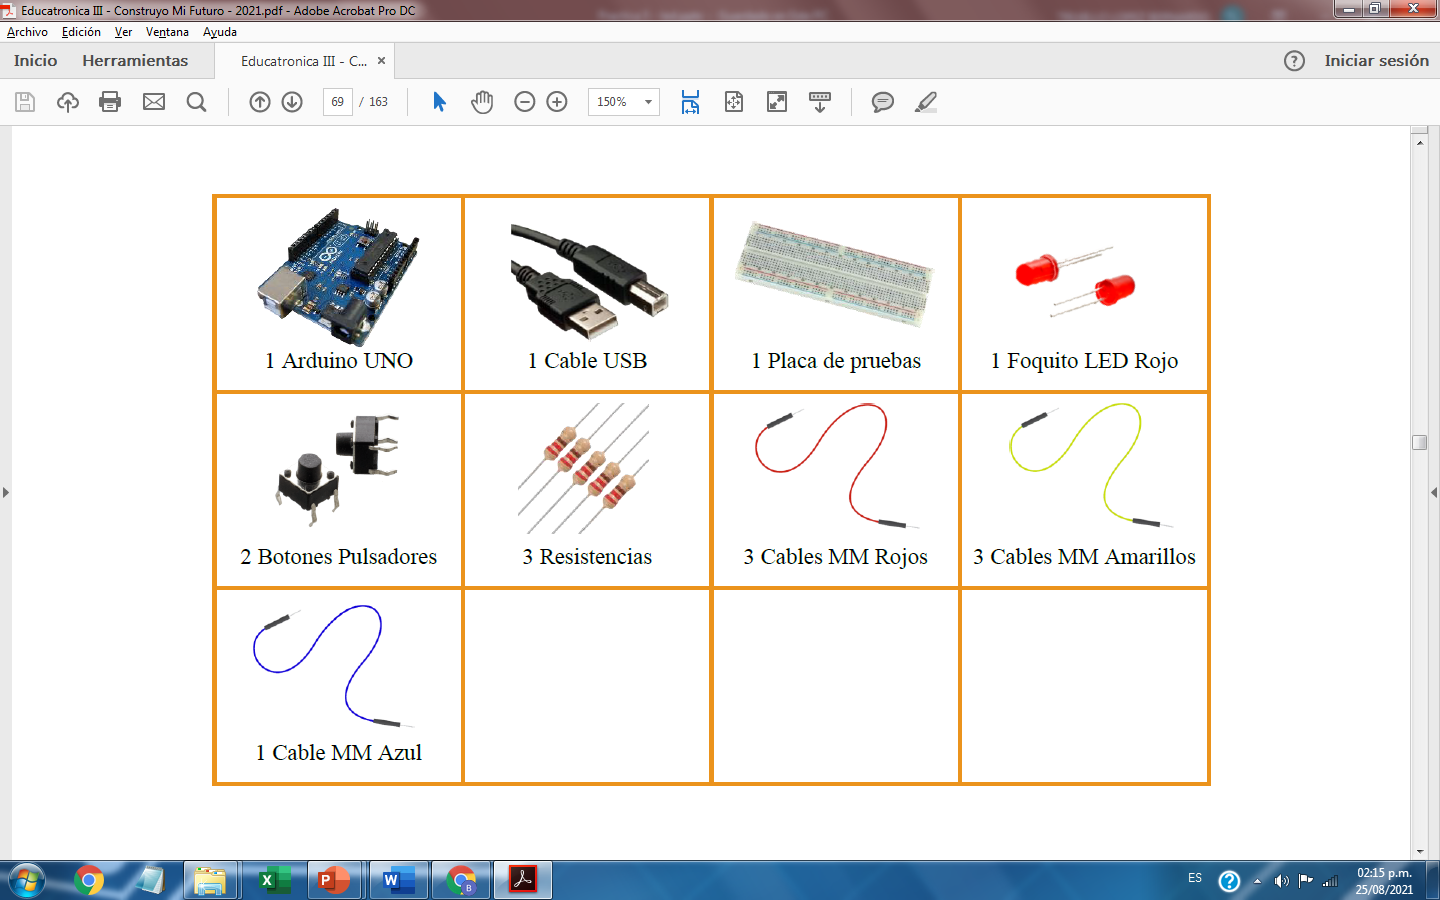 Educatronica III - Construyo Mi Futuro - 2021.pdf - Adobe Acrobat Pro DC
Archivo Edición Ver Ventana Ayuda
Inicio Herramientas Educatronica III - C... × Iniciar sesión
69 / 163 150%
1 Arduino UNO
1 Cable USB
1 Placa de pruebas
1 Foquito LED Rojo
2 Botones Pulsadores
3 Resistencias
3 Cables MM Rojos
3 Cables MM Amarillos
1 Cable MM Azul
ES
02:15 p.m.
25/08/2021